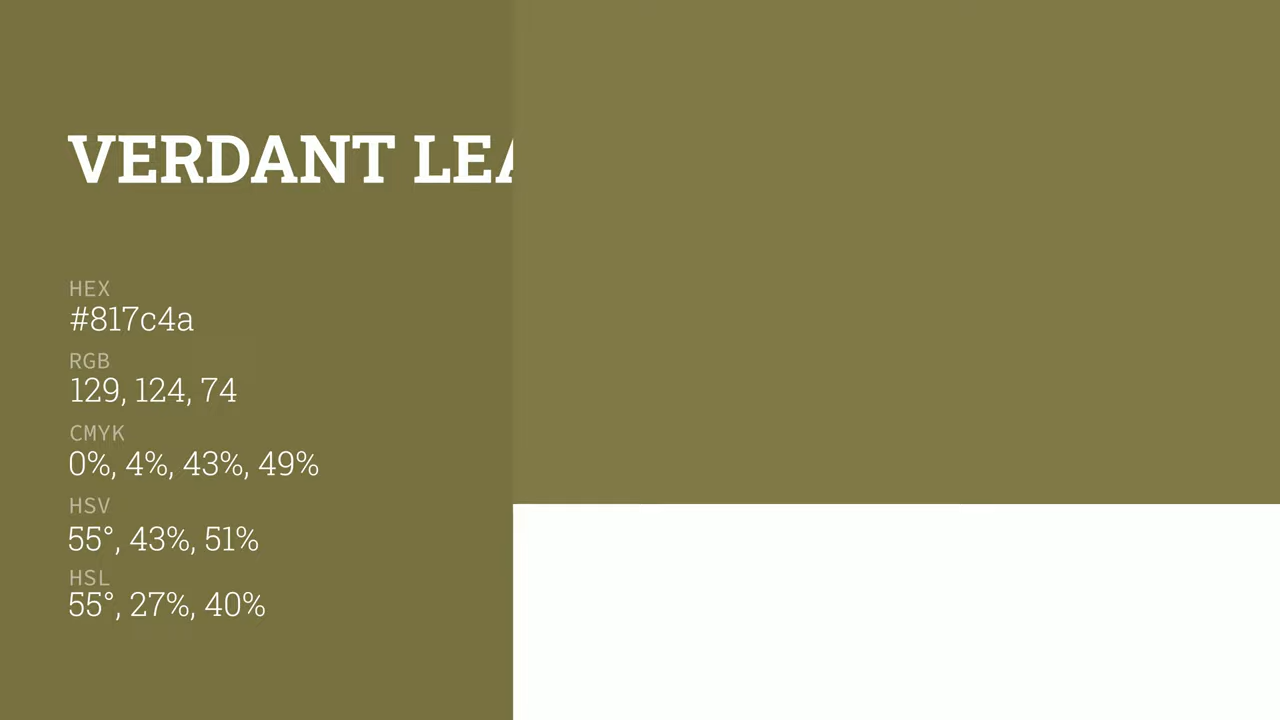 VERDANT LEA
HEX
#817c4a
RGB
129, 124, 74
CMYK
0%, 4%, 43%, 49%
HSV
55°, 43%, 51%
HSL
55°, 27%, 40%